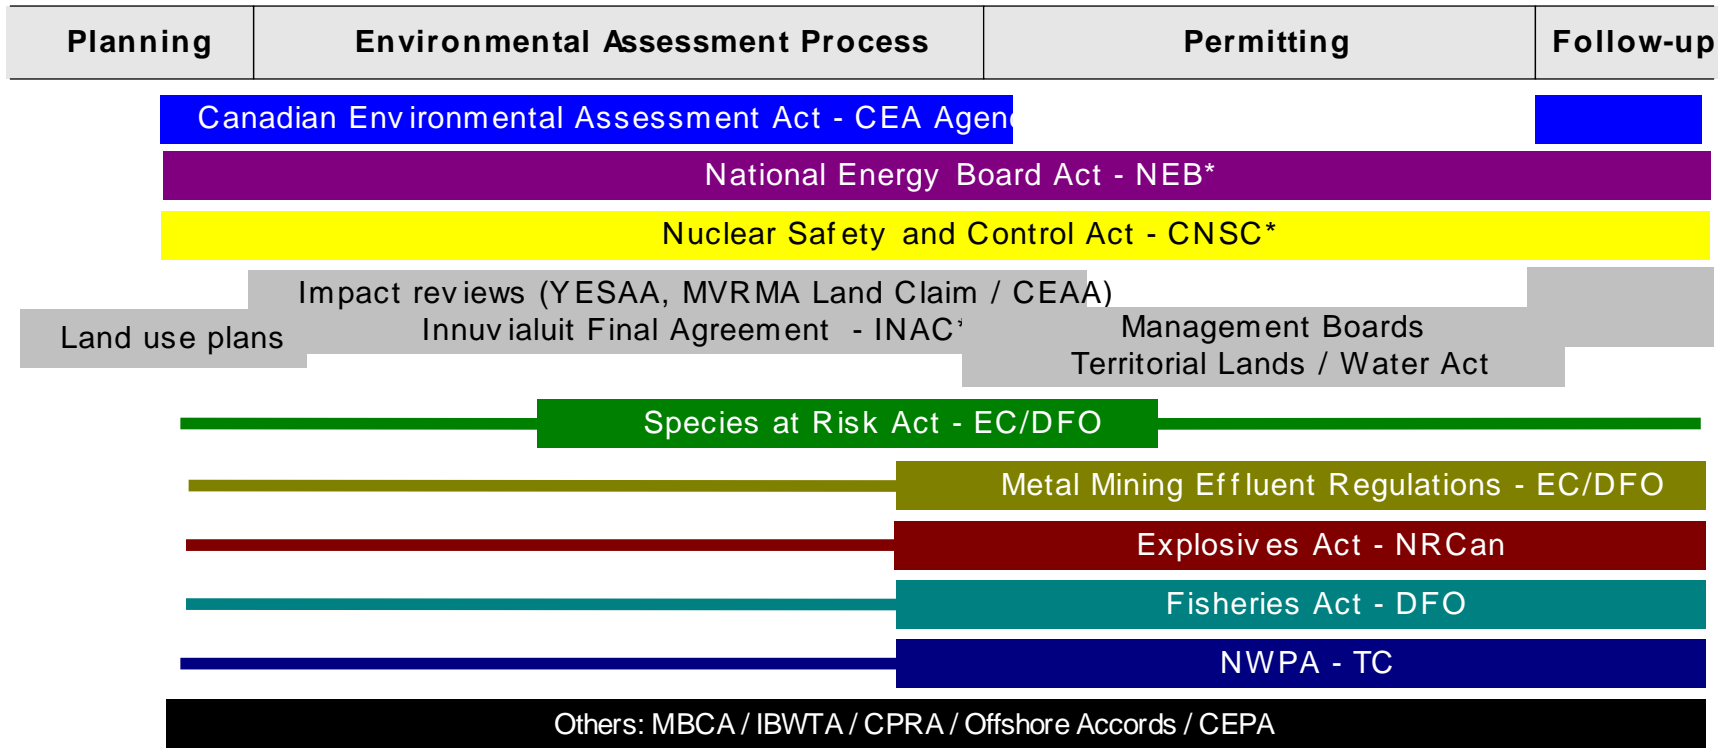 Planning
Environmental Assessment Process
Permitting
Follow-up
Canadian Environmental Assessment Act - CEA Agen
National Energy Board Act - NEB*
Nuclear Safety and Control Act - CNSC*
Impact reviews (YESAA, MVRMA Land Claim / CEAA)
Innuvialuit Final Agreement - INAC*
Land use plans
Management Boards
Territorial Lands / Water Act
Species at Risk Act - EC/DFO
Metal Mining Effluent Regulations - EC/DFO
Explosives Act - NRCan
Fisheries Act - DFO
NWPA - TC
Others: MBCA / IBWTA / CPRA / Offshore Accords / CEPA